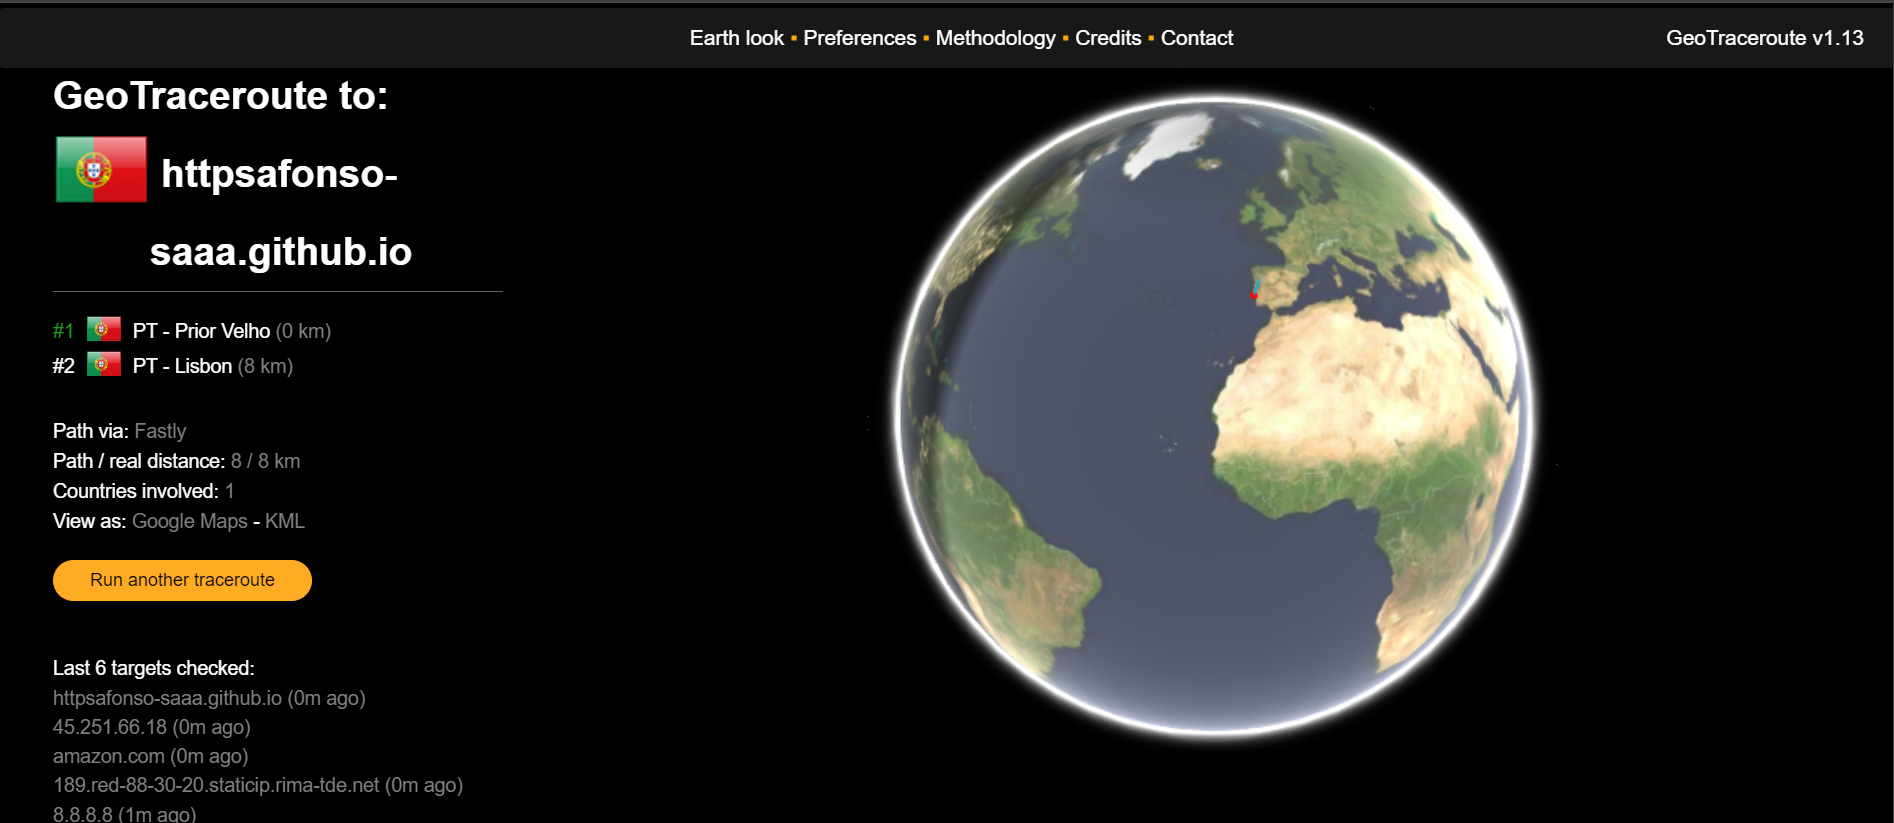 Earth look ▪ Preferences ▪ Methodology ▪ Credits ▪ Contact
GeoTraceroute v1.13
GeoTraceroute to:
httpsafonso-
saaa.github.io
#1 PT - Prior Velho (0 km)
#2 PT - Lisbon (8 km)
Path via: Fastly
Path / real distance: 8 / 8 km
Countries involved: 1
View as: Google Maps - KML
Run another traceroute
Last 6 targets checked:
httpsafonso-saaa.github.io (0m ago)
45.251.66.18 (0m ago)
amazon.com (0m ago)
189.red-88-30-20.staticip.rima-tde.net (0m ago)
8.8.8.8 (1m ago)